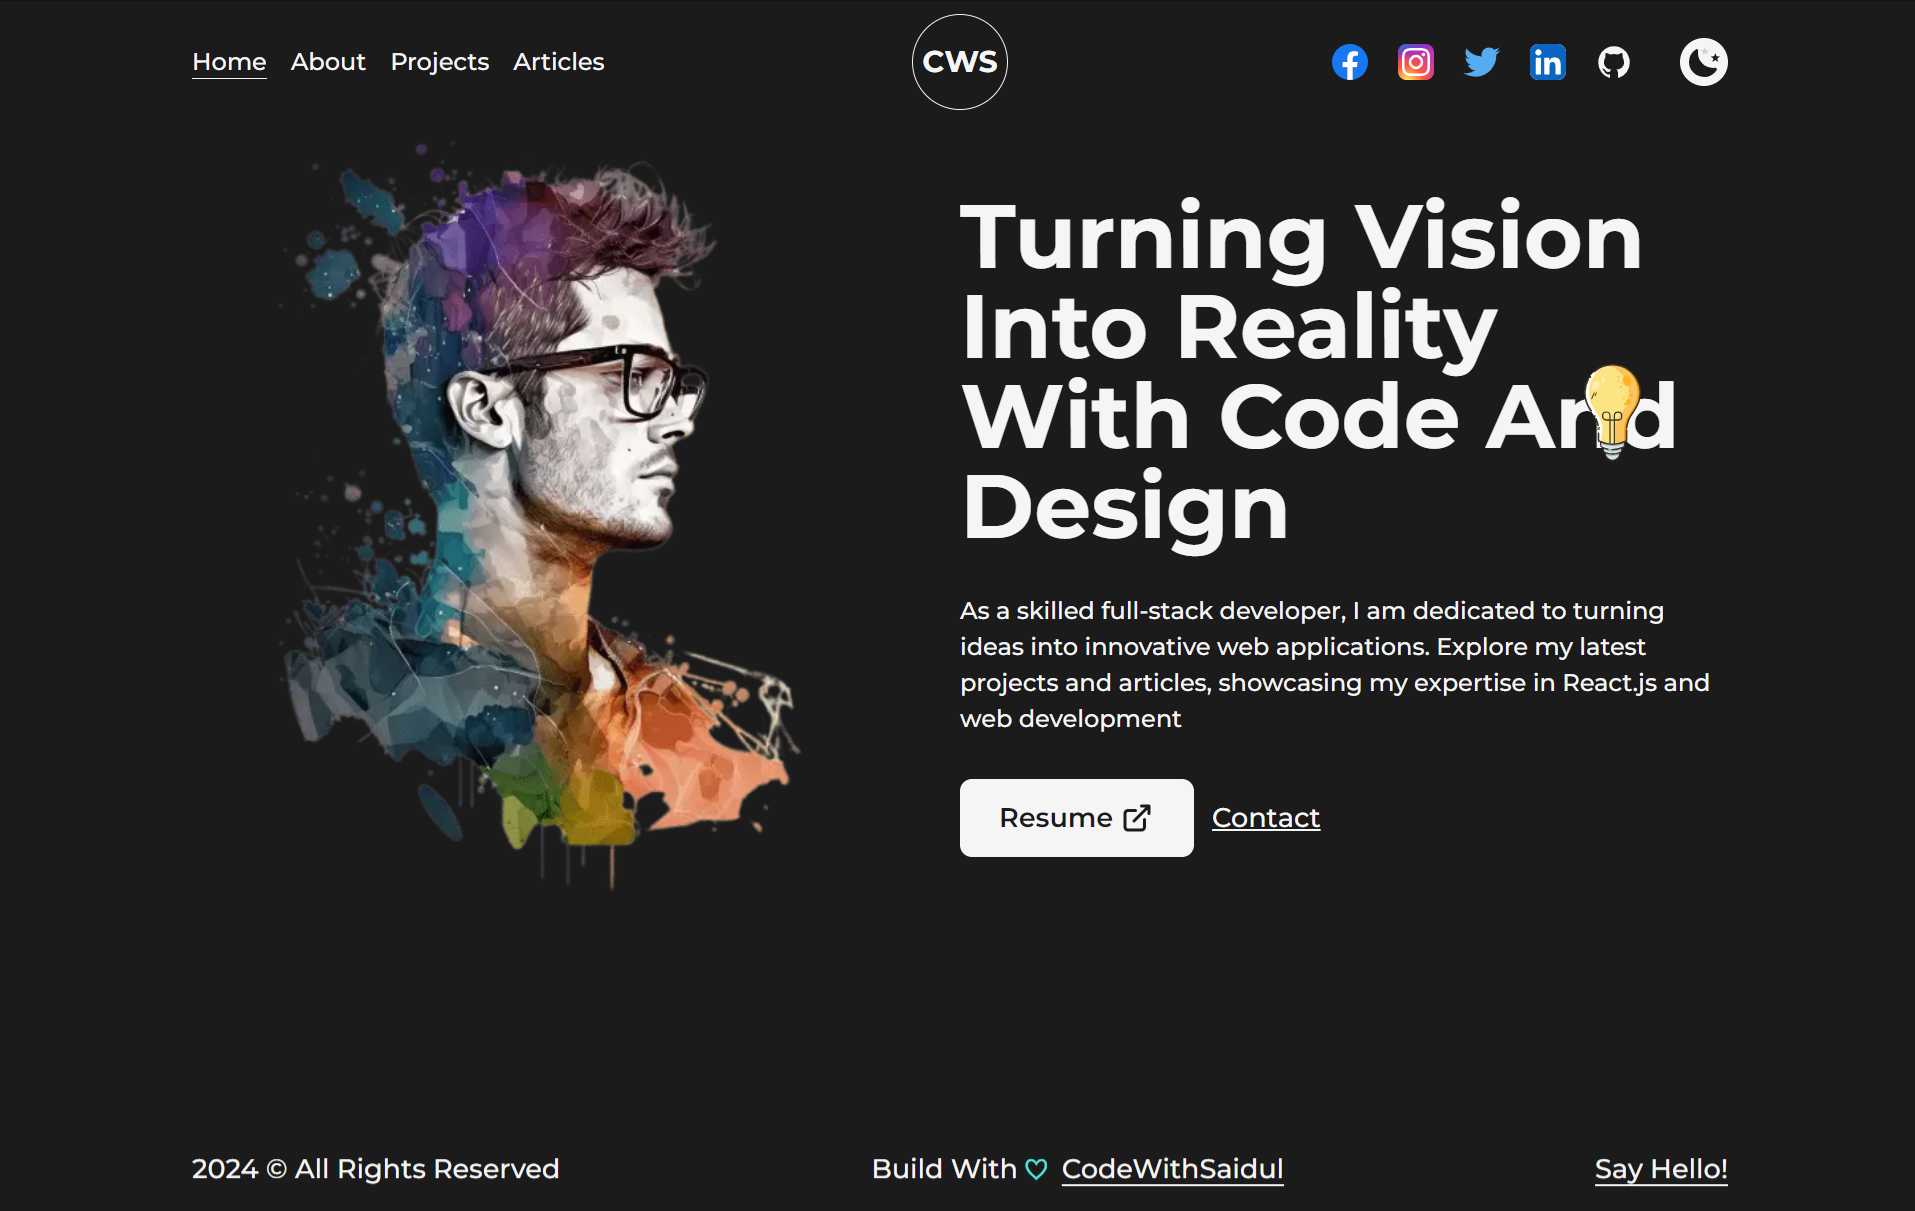 Home About Projects Articles
CWS
Turning Vision
Into Reality
With Code And
Design
As a skilled full-stack developer, I am dedicated to turning
ideas into innovative web applications. Explore my latest
projects and articles, showcasing my expertise in React.js and
web development
Resume Contact
2024 © All Rights Reserved
Build With CodeWithSaidul
Say Hello!